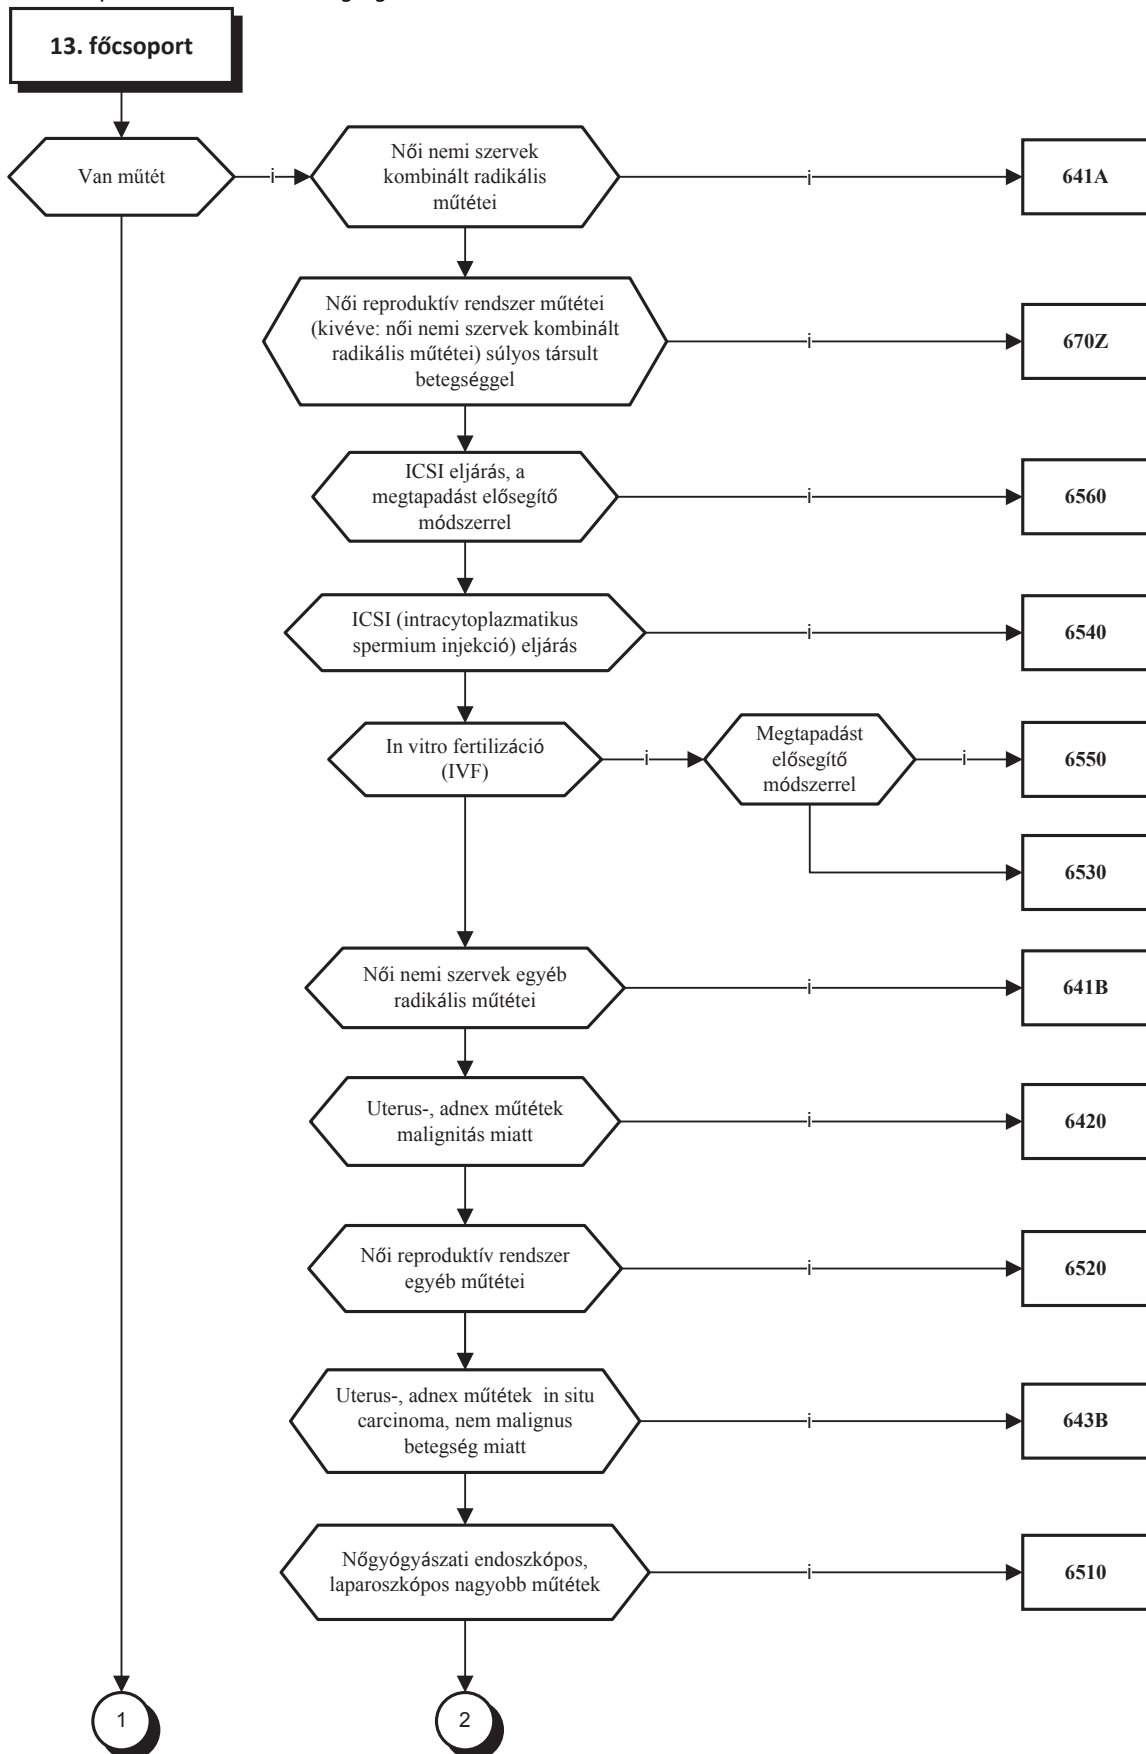 13. főcsoport
Van műtét
i
Női nemi szervek
kombinált radikális
műtétei
i
641A
Női reproduktív rendszer műtétei
(kivéve: női nemi szervek kombinált
radikális műtétei) súlyos társult
betegséggel
i
670Z
ICSI eljárás, a
megtapadást elősegítő
módszerrel
i
6560
ICSI (intracytoplazmatikus
spermium injekció) eljárás
i
6540
In vitro fertilizáció
(IVF)
i
Megtapadást
elősegítő
módszerrel
i
6550
6530
Női nemi szervek egyéb
radikális műtétei
i
641B
Uterus-, adnex műtétek
malignitás miatt
i
6420
Női reproduktív rendszer
egyéb műtétei
i
6520
Uterus-, adnex műtétek in situ
carcinoma, nem malignus
betegség miatt
i
643B
Nőgyógyászati endoszkópos,
laparoszkópos nagyobb műtétek
i
6510
1
2